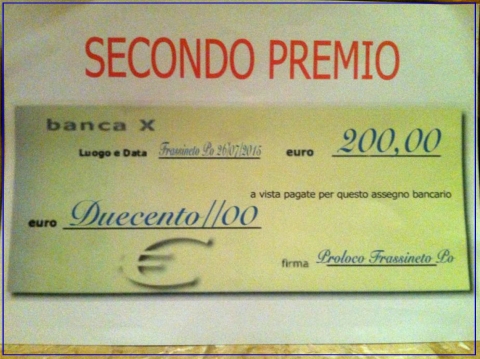 SECONDO PREMIO
banca X
Luogo e Data Frassineto Po 26/07/2015 euro 200,00
a vista pagate per questo assegno bancario
euro Duecento//00
€
firma Proloco Frassineto Po